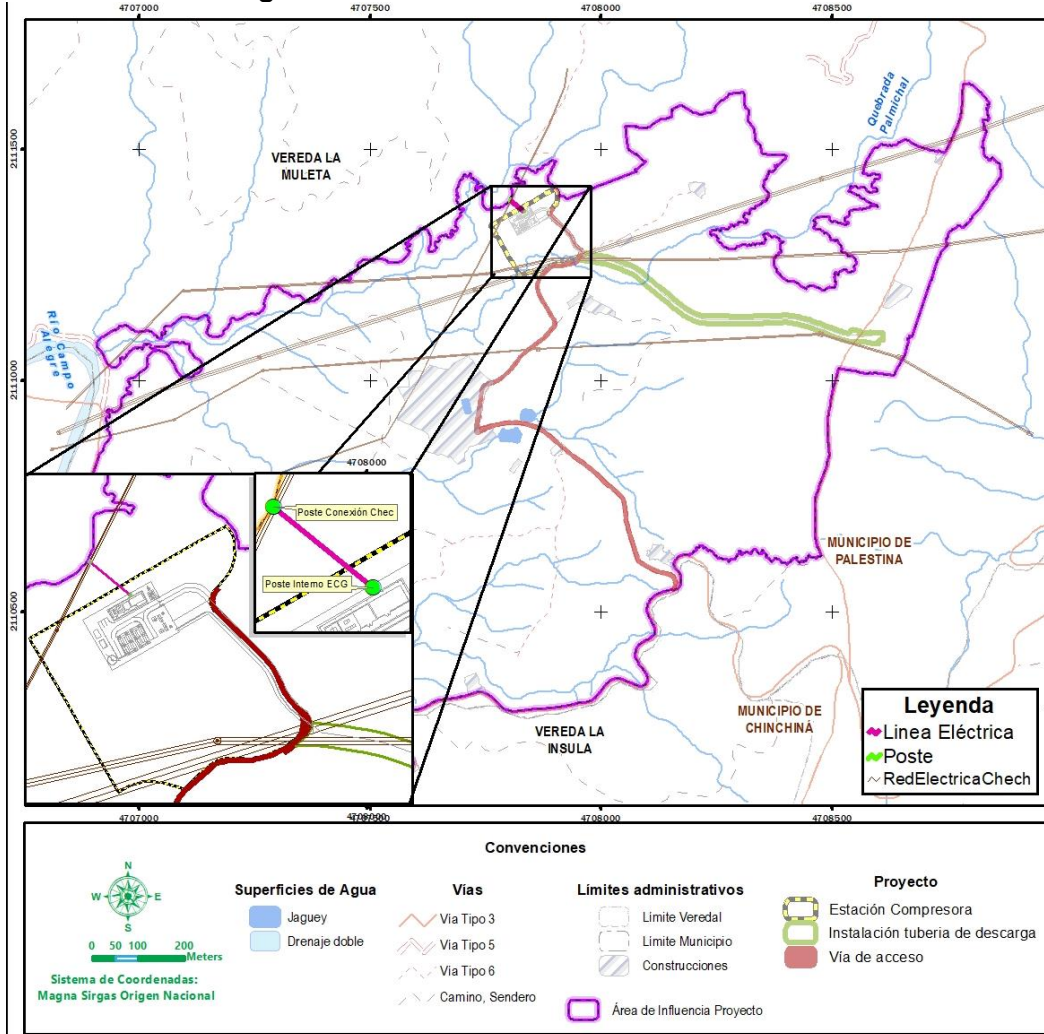 4707000
4707500
4708000
4708500
2111500
2111000
2110500
VEREDA LA
MULETA
Quebrada
Palmichal
Río Campo
Alegre
4708000
Poste Conexión Chec
Poste Interno ECG
MUNICIPIO DE
PALESTINA
MUNICIPIO DE
CHINCHINÁ
VEREDA LA
INSULA
Leyenda
Linea Eléctrica
Poste
RedElectricaChech
4707000
4708000
4708500
Convenciones
N
W
E
S
0 50 100 200
Meters
Sistema de Coordenadas:
Magna Sirgas Origen Nacional
Superficies de Agua
Jaguey
Drenaje doble
Vías
Via Tipo 3
Via Tipo 5
Via Tipo 6
Camino, Sendero
Límites administrativos
Limite Veredal
Limite Municipio
Construcciones
Área de Influencia Proyecto
Proyecto
Estación Compresora
Instalación tuberia de descarga
Vía de acceso